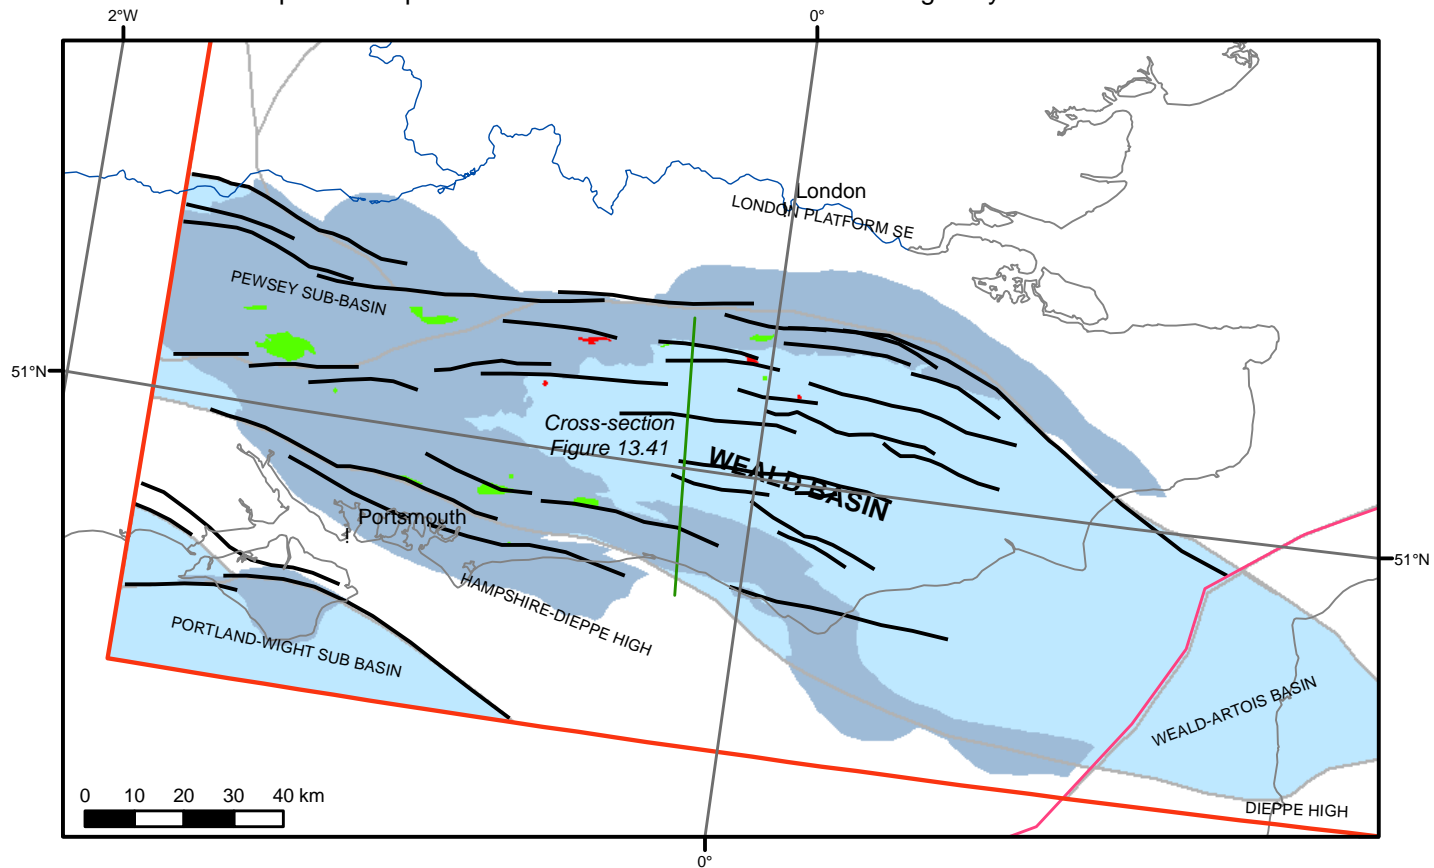 2°W
0°
London
LONDON PLATFORM SE
PEWSEY SUB-BASIN
51°N
Cross-section
Figure 13.41
WEALD BASIN
Portsmouth
51°N
HAMPSHIRE-DIEPPE HIGH
PORTLAND-WIGHT SUB BASIN
WEALD-ARTOIS BASIN
0 10 20 30 40 km
DIEPPE HIGH
0°